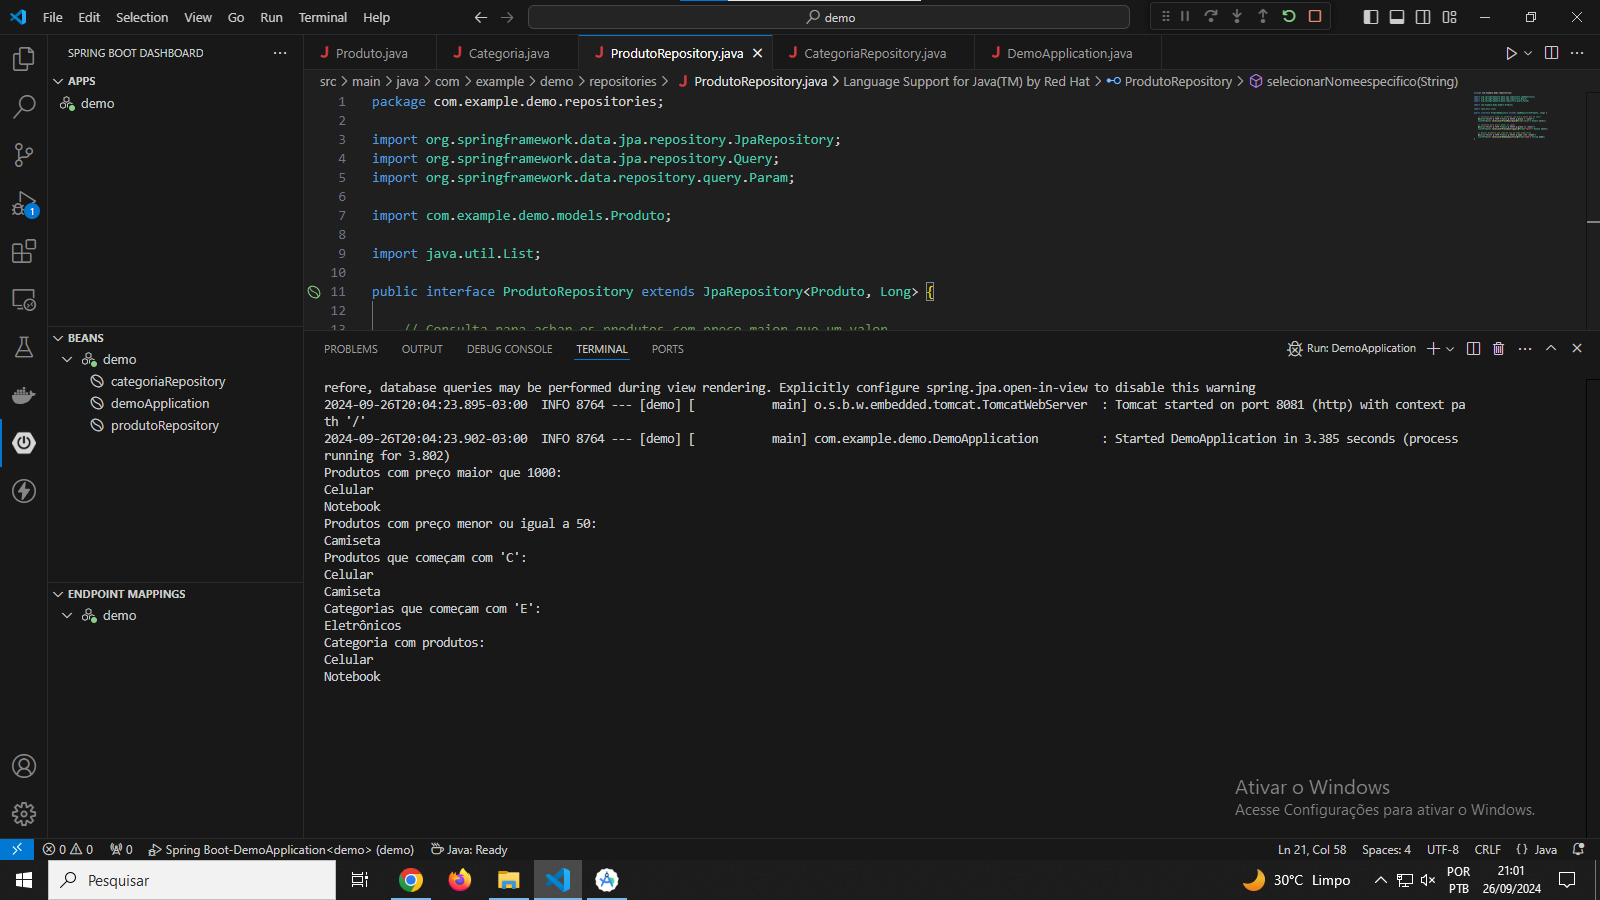 File Edit Selection View Go Run Terminal Help
demo
SPRING BOOT DASHBOARD
APPS
demo
1
BEANS
demo
categoriaRepository
demoApplication
produtoRepository
ENDPOINT MAPPINGS
demo
Produto.java Categoria.java ProdutoRepository.java CategoriaRepository.java DemoApplication.java
src > main > java > com > example > demo > repositories > ProdutoRepository.java > Language Support for Java(TM) by Red Hat > ProdutoRepository > selecionarNomeespecifico(String)
1 package com.example.demo.repositories;
2
3 import org.springframework.data.jpa.repository.JpaRepository;
4 import org.springframework.data.jpa.repository.Query;
5 import org.springframework.data.repository.query.Param;
6
7 import com.example.demo.models.Produto;
8
9 import java.util.List;
10
11 public interface ProdutoRepository extends JpaRepository<Produto, Long> {
12
13 // Consulta para achar os produtos com preço maior que um valor
PROBLEMS OUTPUT DEBUG CONSOLE TERMINAL PORTS
Run: DemoApplication
refore, database queries may be performed during view rendering. Explicitly configure spring.jpa.open-in-view to disable this warning
2024-09-26T20:04:23.895-03:00  INFO 8764 --- [demo] [           main] o.s.b.w.embedded.tomcat.TomcatWebServer  : Tomcat started on port 8081 (http) with context pa
th '/'
2024-09-26T20:04:23.902-03:00  INFO 8764 --- [demo] [           main] com.example.demo.DemoApplication         : Started DemoApplication in 3.385 seconds (process
running for 3.802)
Produtos com preço maior que 1000:
Celular
Notebook
Produtos com preço menor ou igual a 50:
Camiseta
Produtos que começam com 'C':
Celular
Camiseta
Categorias que começam com 'E':
Eletrônicos
Categoria com produtos:
Celular
Notebook
Ativar o Windows
Acesse Configurações para ativar o Windows.
0 0 0 Spring Boot-DemoApplication<demo> (demo) Java: Ready
Ln 21, Col 58 Spaces: 4 UTF-8 CRLF {} Java
Pesquisar
30°C Limpo
POR
PTB
21:01
26/09/2024